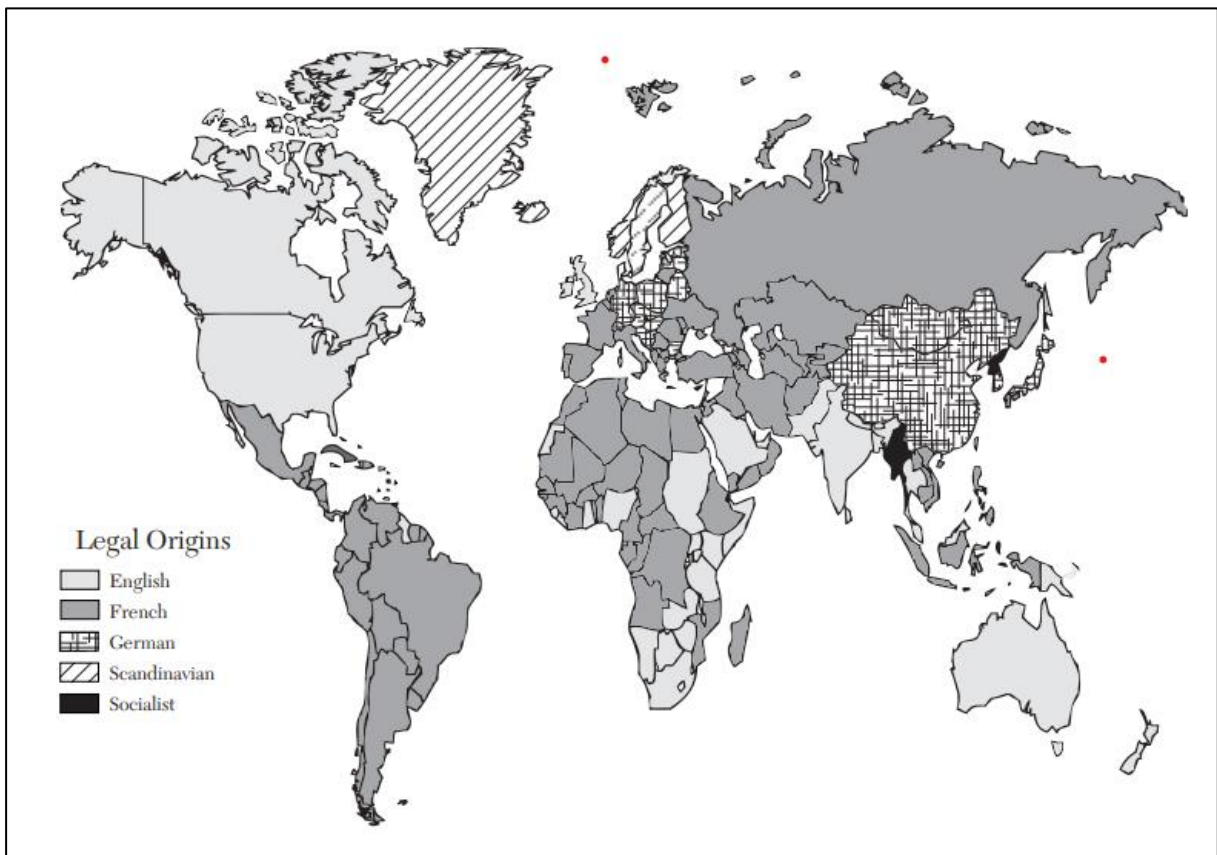 Legal Origins
English
French
German
Scandinavian
Socialist